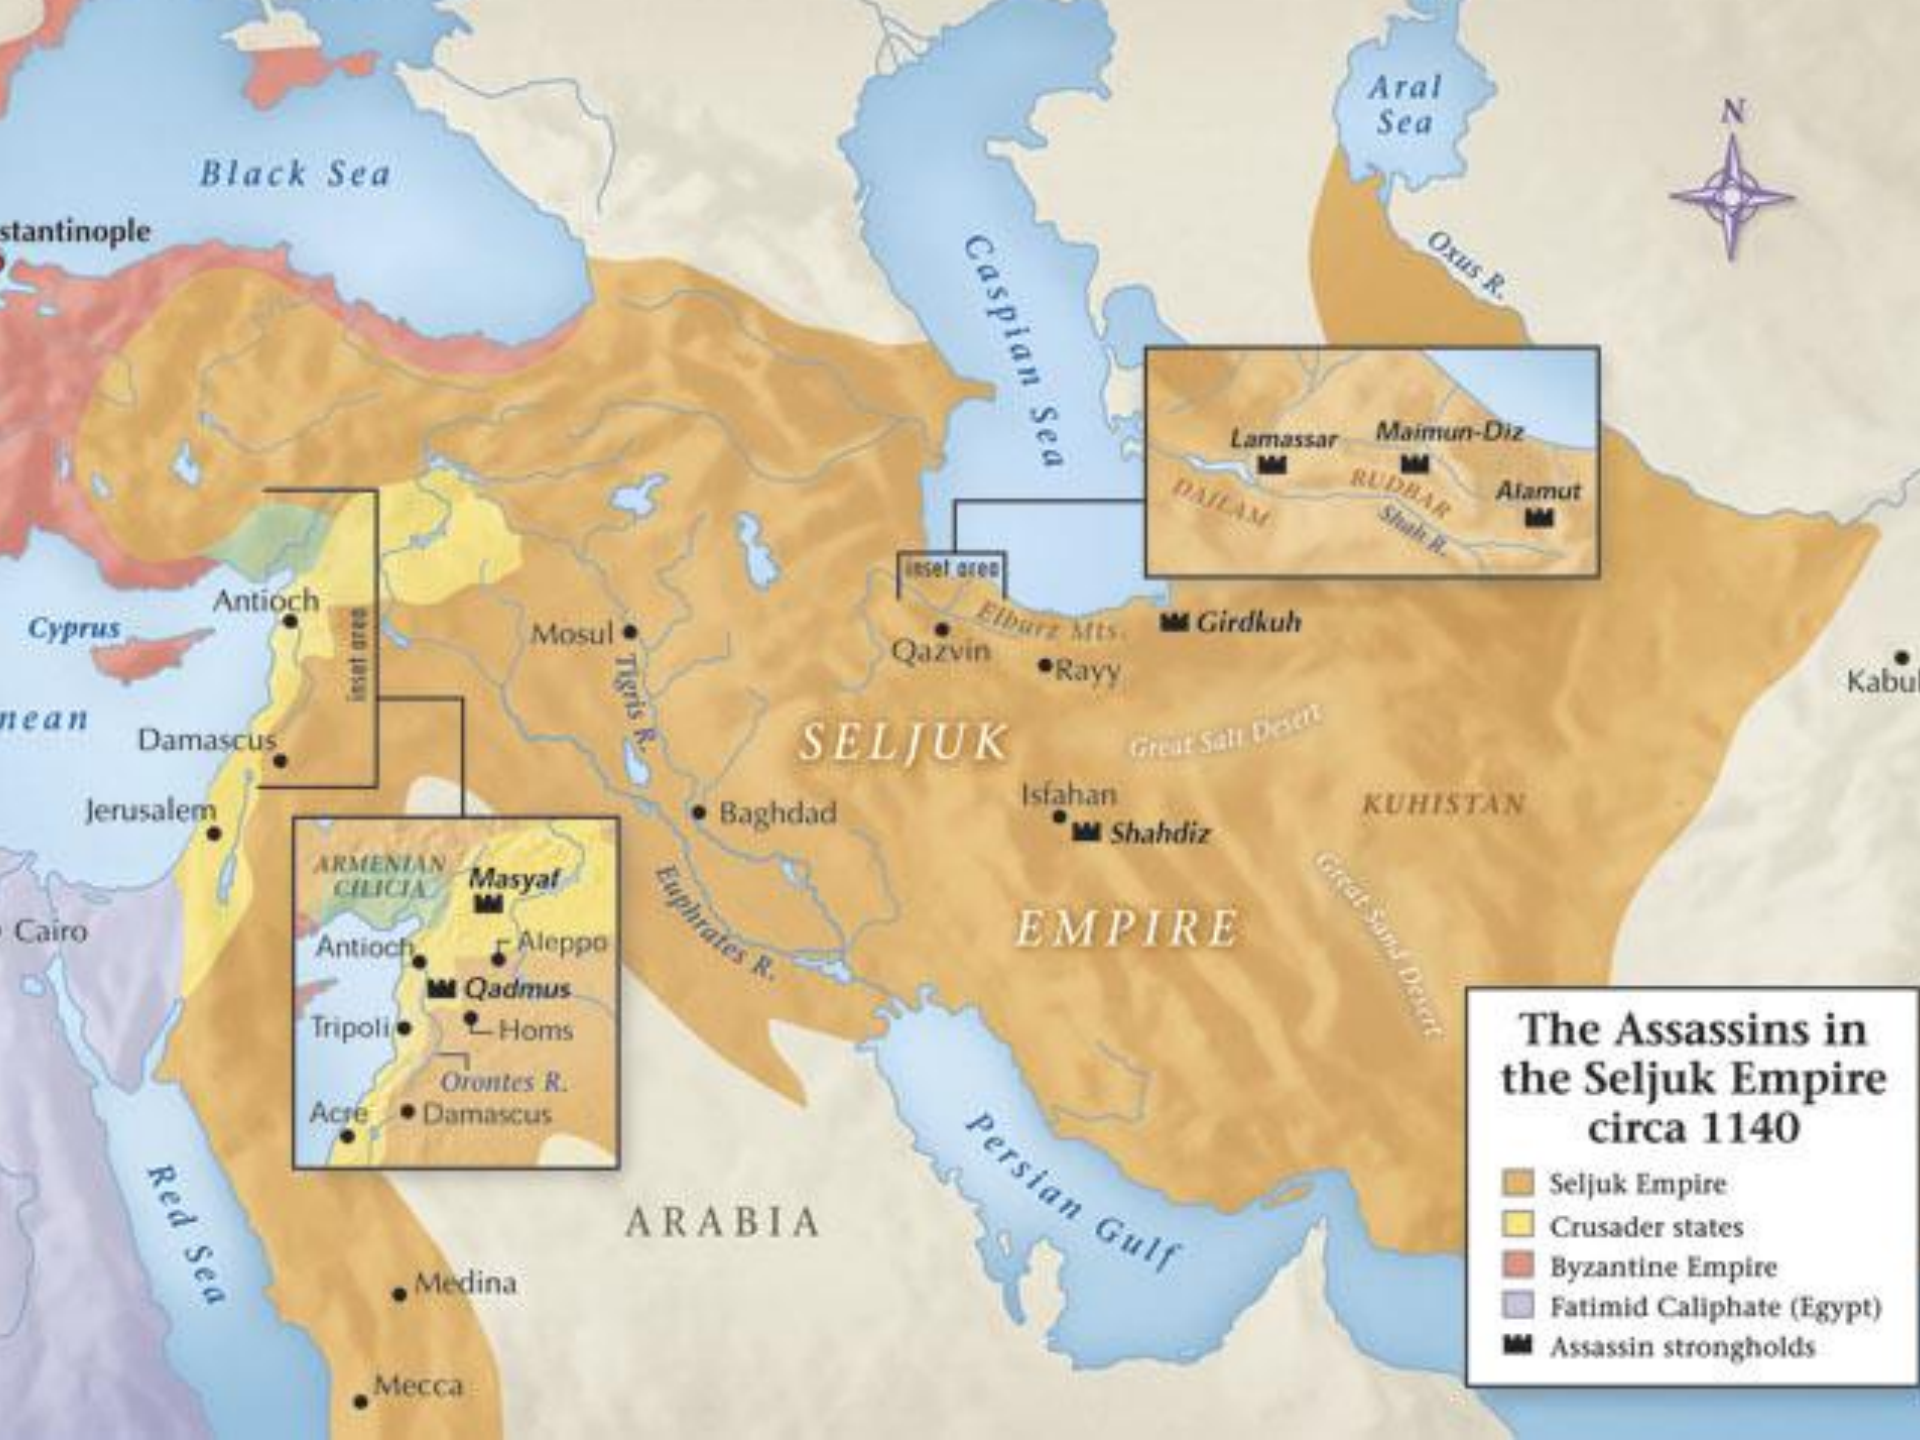 Aral
Sea
N
Black Sea
stantinople
Oxus R.
Caspian Sea
Lamassar
Maimun-Diz
RUDBAR
Alamut
DAILAM
Shah R.
inset area
Antioch
Cyprus
inset area
Mosul
Tigris R.
Elburz Mts.
Girdkuh
Qazvin
Rayy
Kabul
nean
Damascus
SELJUK
Great Salt Desert
Jerusalem
Baghdad
Isfahan
Shahdiz
KUHISTAN
ARMENIAN
CILICIA
Masyaf
Euphrates R.
Great Sand Desert
EMPIRE
Cairo
Antioch
Aleppo
Qadmus
Tripoli
Homs
Orontes R.
Acre
Damascus
The Assassins in
the Seljuk Empire
circa 1140
Seljuk Empire
Crusader states
Byzantine Empire
Fatimid Caliphate (Egypt)
Assassin strongholds
Persian Gulf
Red Sea
ARABIA
Medina
Mecca